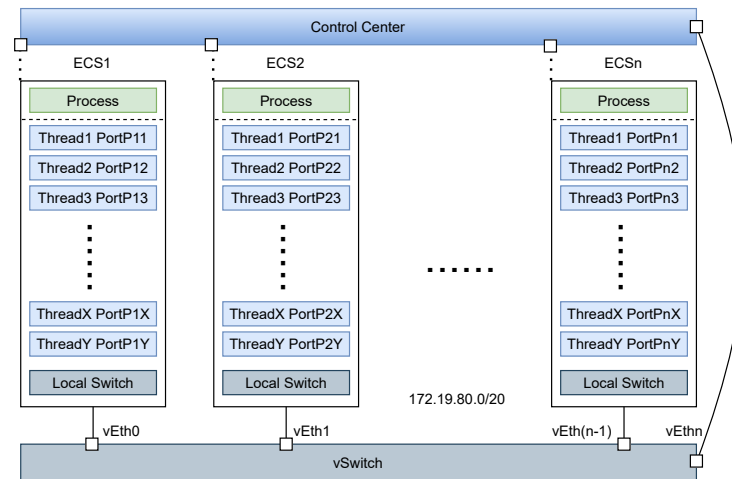 Control Center
ECS1 ECS2 ECSn
Process Process Process
Thread1 PortP11 Thread1 PortP21 Thread1 PortPn1
Thread2 PortP12 Thread2 PortP22 Thread2 PortPn2
Thread3 PortP13 Thread3 PortP23 Thread3 PortPn3
......
ThreadX PortP1X ThreadX PortP2X ThreadX PortPnX
ThreadY PortP1Y ThreadY PortP2Y ThreadY PortPnY
Local Switch Local Switch Local Switch
172.19.80.0/20
vEth0 vEth1 vEth(n-1) vEthn
vSwitch